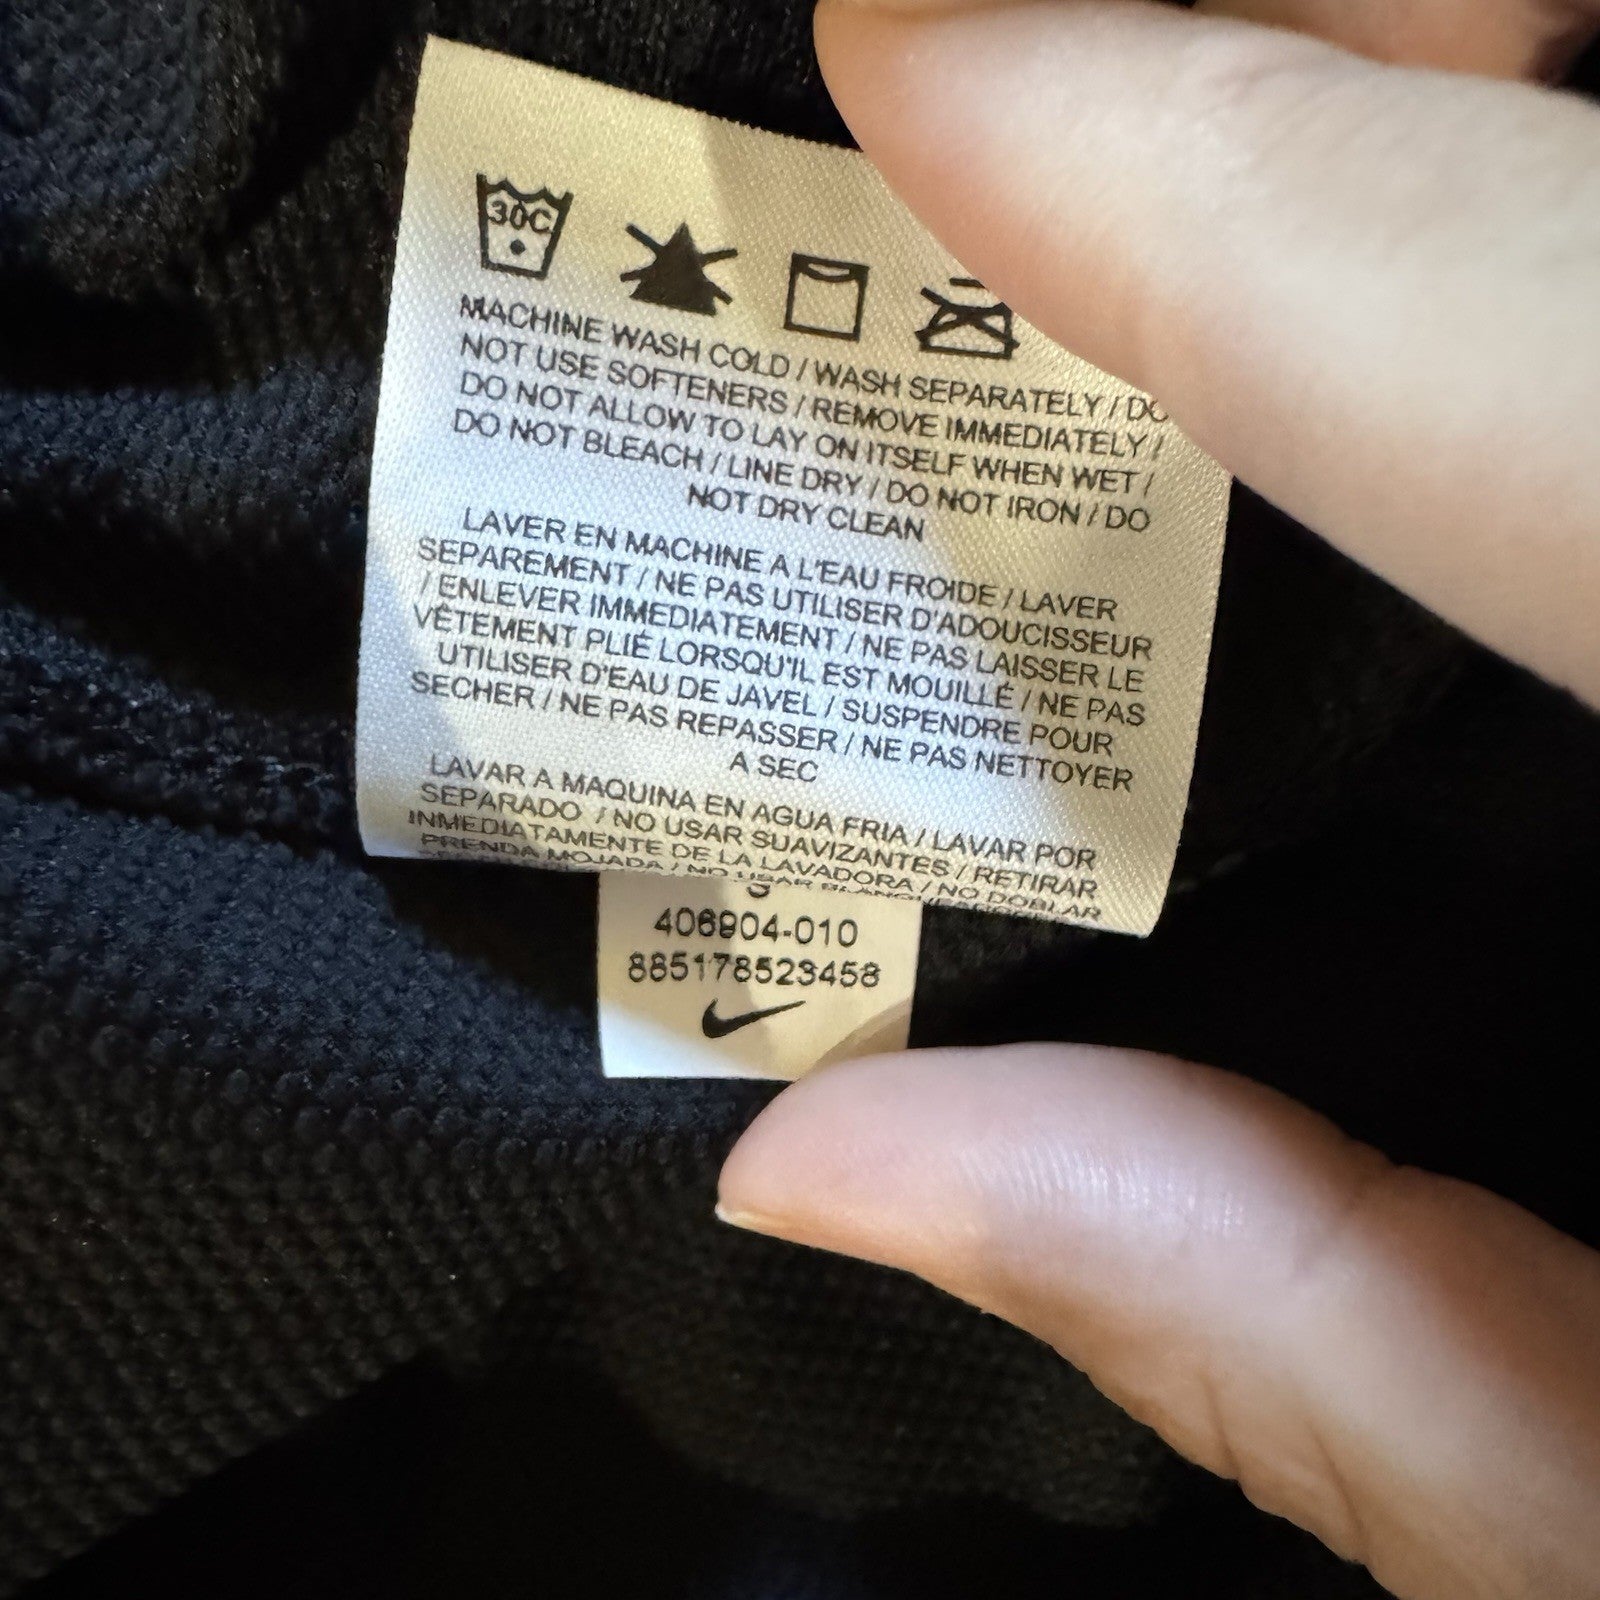 30C
MACHINE WASH COLD / WASH SEPARATELY / DO
NOT USE SOFTENERS / REMOVE IMMEDIATELY /
DO NOT ALLOW TO LAY ON ITSELF WHEN WET /
DO NOT BLEACH / LINE DRY / DO NOT IRON / DO
NOT DRY CLEAN
LAVER EN MACHINE A L'EAU FROIDE / LAVER
SEPAREMENT / NE PAS UTILISER D'ADOUCISSEUR
/ ENLEVER IMMEDIATEMENT / NE PAS LAISSER LE
VÊTEMENT PLIÉ LORSQU'IL EST MOUILLÉ / NE PAS
UTILISER D'EAU DE JAVEL / SUSPENDRE POUR
SECHER / NE PAS REPASSER / NE PAS NETTOYER
A SEC
LAVAR A MAQUINA EN AGUA FRIA / LAVAR POR
SEPARADO / NO USAR SUAVIZANTES / RETIRAR
INMEDIATAMENTE DE LA LAVADORA / NO DOBLAR
PRENDA MOJADA / NO USAR
406904-010
885178523458